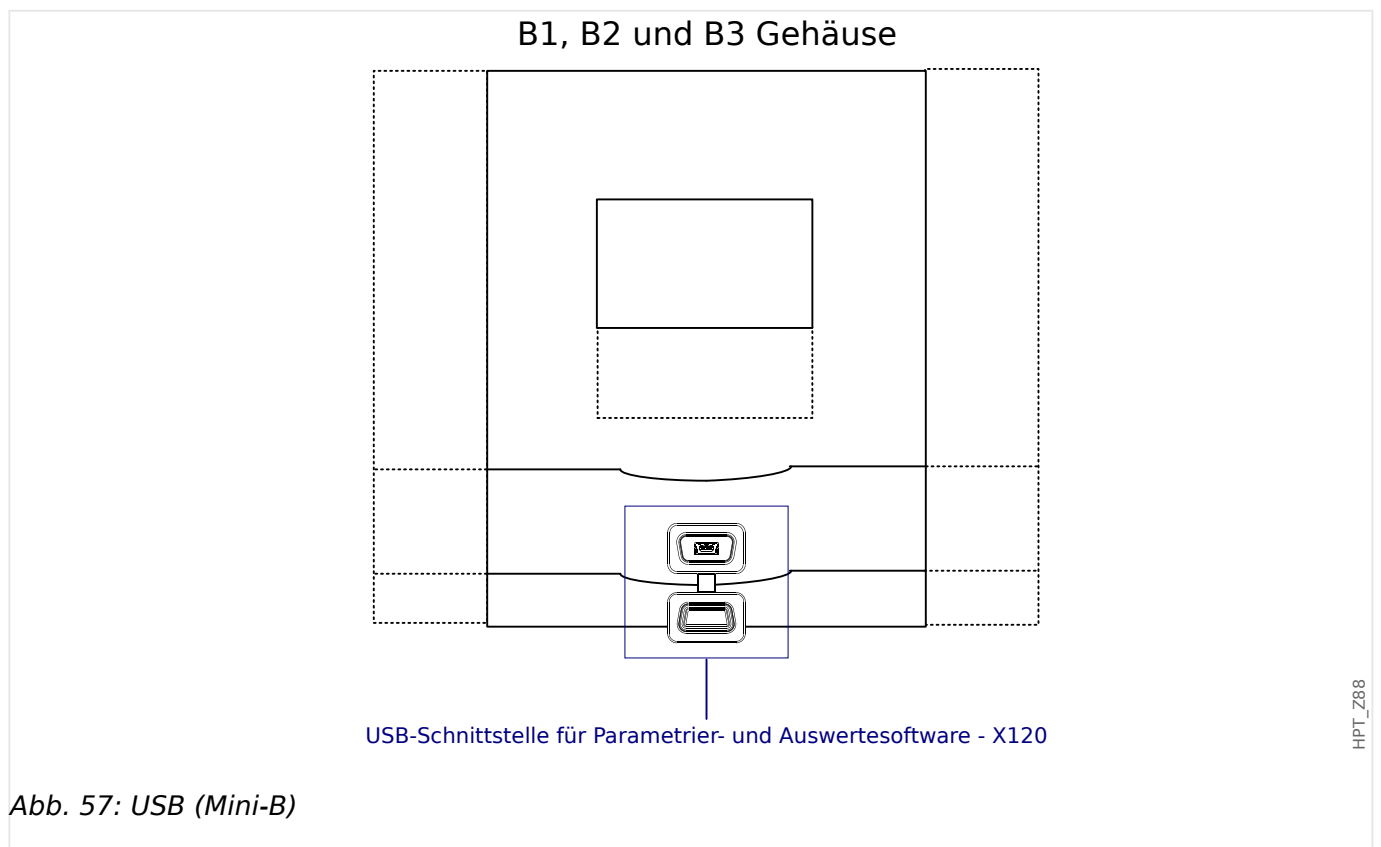 B1, B2 und B3 Gehäuse
USB-Schnittstelle für Parametrier- und Auswertesoftware - X120
HPT_Z88
Abb. 57: USB (Mini-B)